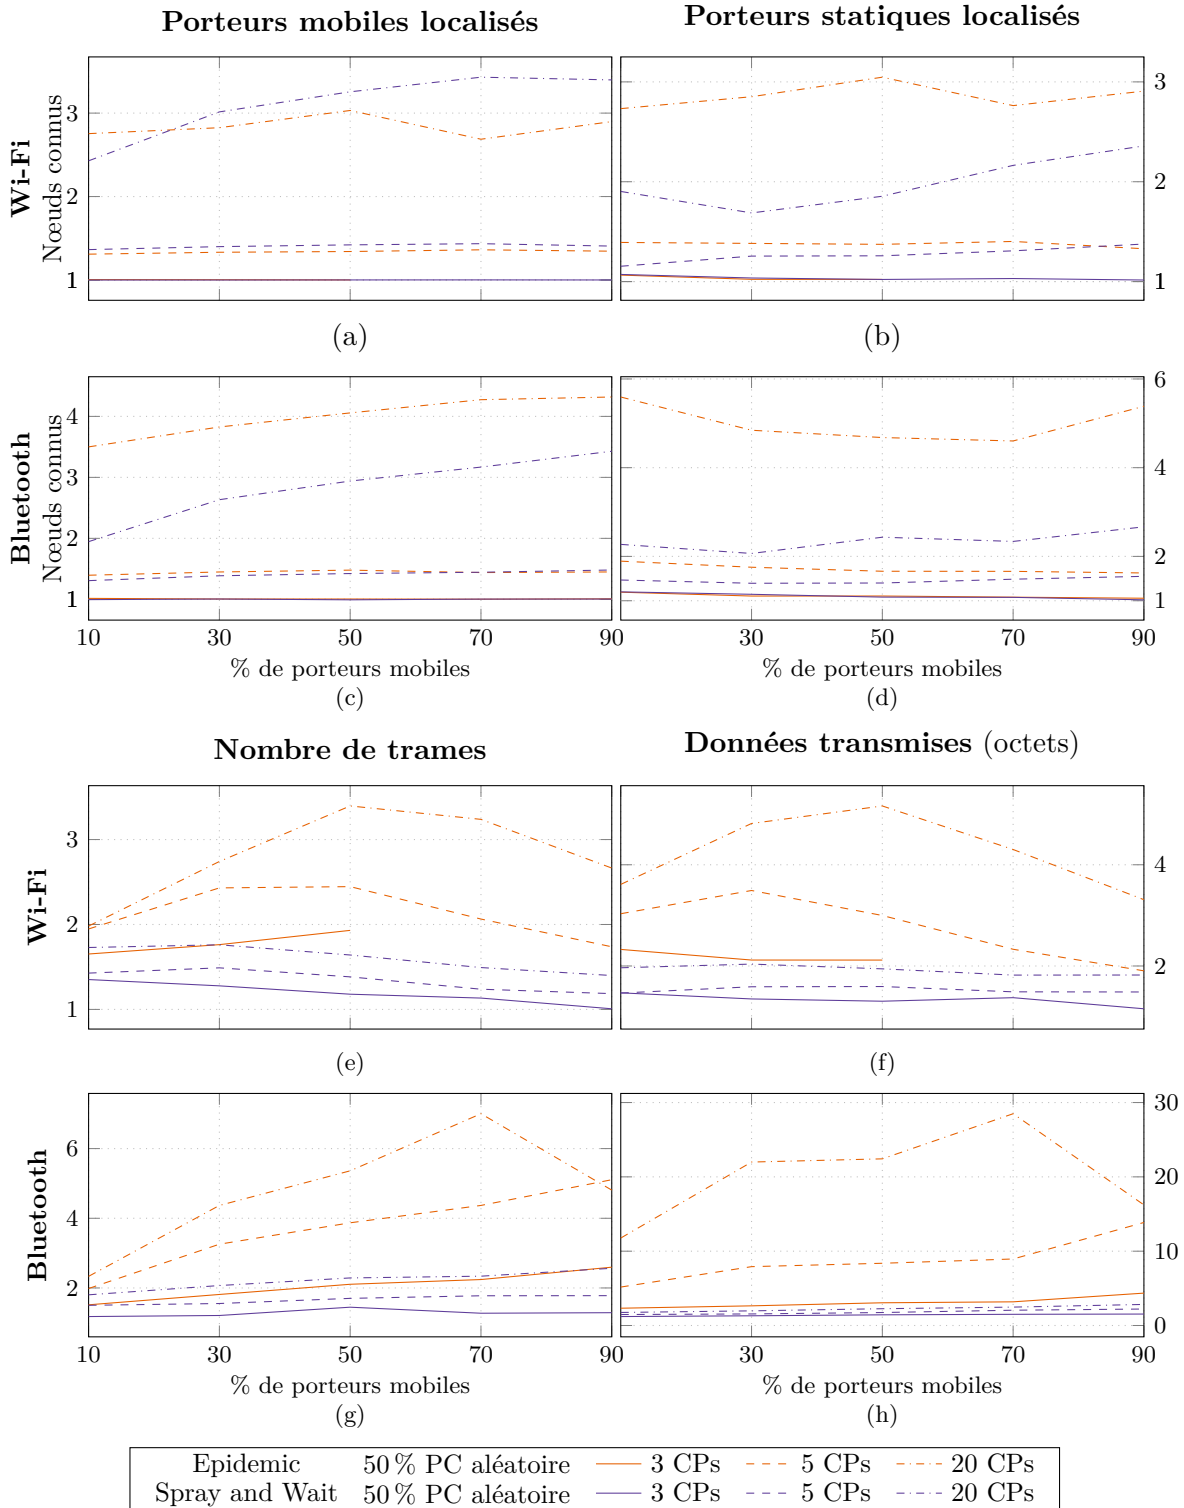 Porteurs mobiles localisés
Porteurs statiques localisés
Wi-Fi
Nœuds connus
3
2
1
3
2
1
(a)
(b)
Bluetooth
Nœuds connus
4
3
2
1
6
4
2
1
10 30 50 70 90
30 50 70 90
% de porteurs mobiles
% de porteurs mobiles
(c)
(d)
Nombre de trames
Données transmises (octets)
Wi-Fi
3
2
1
4
2
(e)
(f)
Bluetooth
6
4
2
30
20
10
0
10 30 50 70 90
30 50 70 90
% de porteurs mobiles
% de porteurs mobiles
(g)
(h)
Epidemic 50 % PC aléatoire 3 CPs 5 CPs 20 CPs
Spray and Wait 50 % PC aléatoire 3 CPs 5 CPs 20 CPs